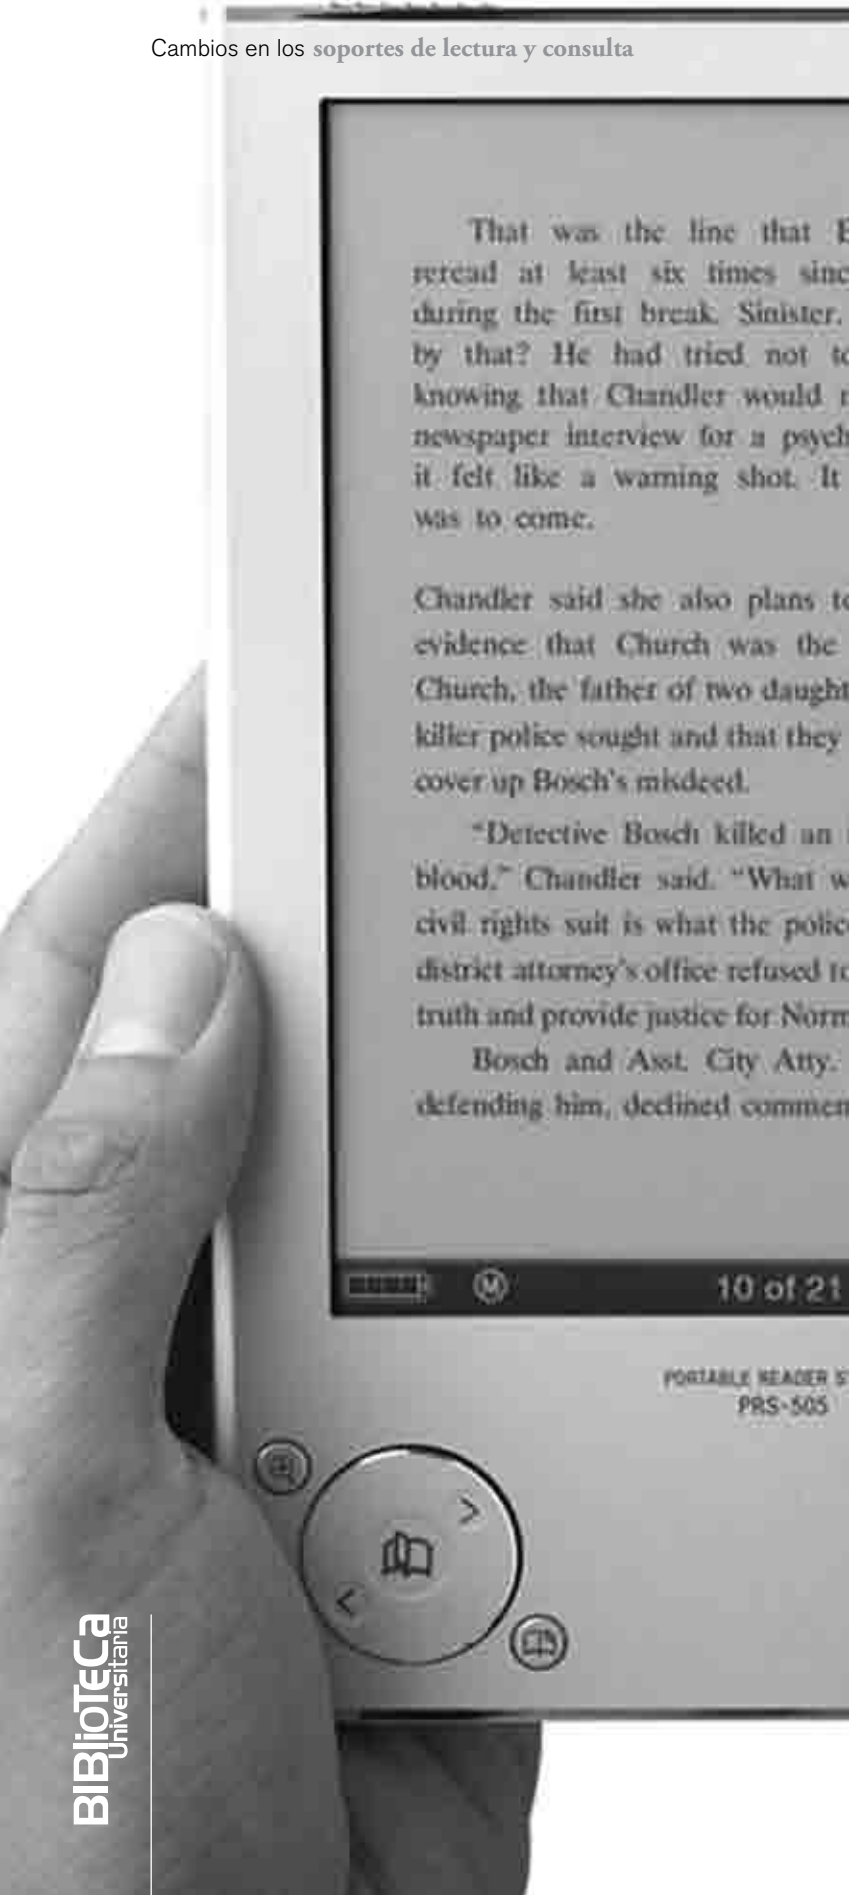 Cambios en los soportes de lectura y consulta
That was the line that
reread at least six times sinc
during the first break. Sinister.
by that? He had tried not to
knowing that Chandler would
newspaper interview for a psych
it felt like a warning shot. It
was to come.
Chandler said she also plans to
evidence that Church was the
Church, the father of two daught
killer police sought and that they
cover up Bosch's misdeed.
"Detective Bosch killed an
blood," Chandler said. "What w
civil rights suit is what the police
district attorney's office refused to
truth and provide justice for Norm
Bosch and Asst. City Atty.
defending him, declined commen
M
10 of 21
PORTABLE READER SY
PRS-505
BIBlioTeCa
Universitaria